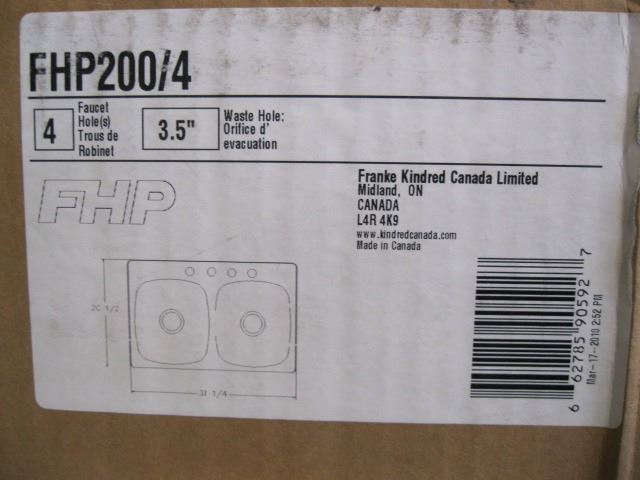 FHP200/4
4
Faucet
Hole(s)
Trous de
Robinet
3.5"
Waste Hole:
Orifice d'
evacuation
FHP
Franke Kindred Canada Limited
Midland, ON
CANADA
L4R 4K9
www.kindredcanada.com
Made in Canada
20 1/2
31 1/4
6 62785 90592 7
Mar-17-2010 2:52 PM